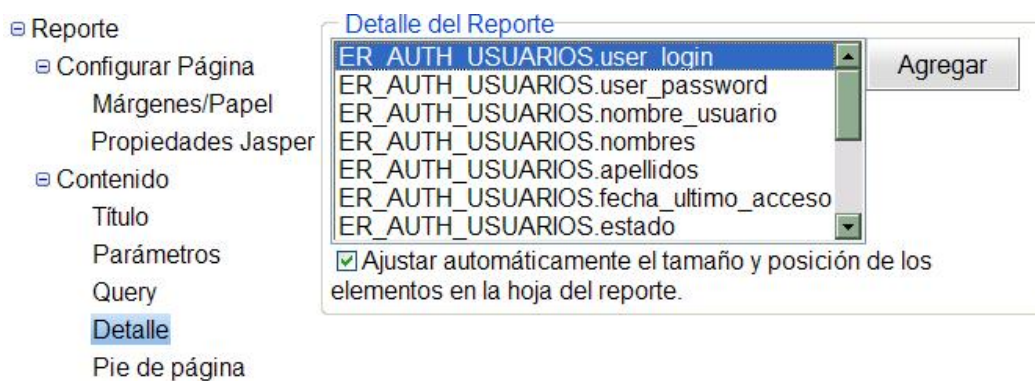 Reporte
Configurar Página
Márgenes/Papel
Propiedades Jasper
Contenido
Título
Parámetros
Query
Detalle
Pie de página
Detalle del Reporte
ER_AUTH_USUARIOS.user_login
ER_AUTH_USUARIOS.user_password
ER_AUTH_USUARIOS.nombre_usuario
ER_AUTH_USUARIOS.nombres
ER_AUTH_USUARIOS.apellidos
ER_AUTH_USUARIOS.fecha_ultimo_acceso
ER_AUTH_USUARIOS.estado
Agregar
Ajustar automáticamente el tamaño y posición de los
elementos en la hoja del reporte.